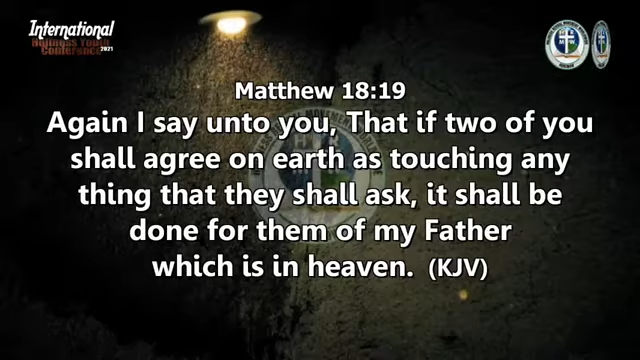 International
Holiness Youth
Conference 2021
Matthew 18:19
Again I say unto you, That if two of you
shall agree on earth as touching any
thing that they shall ask, it shall be
done for them of my Father
which is in heaven. (KJV)